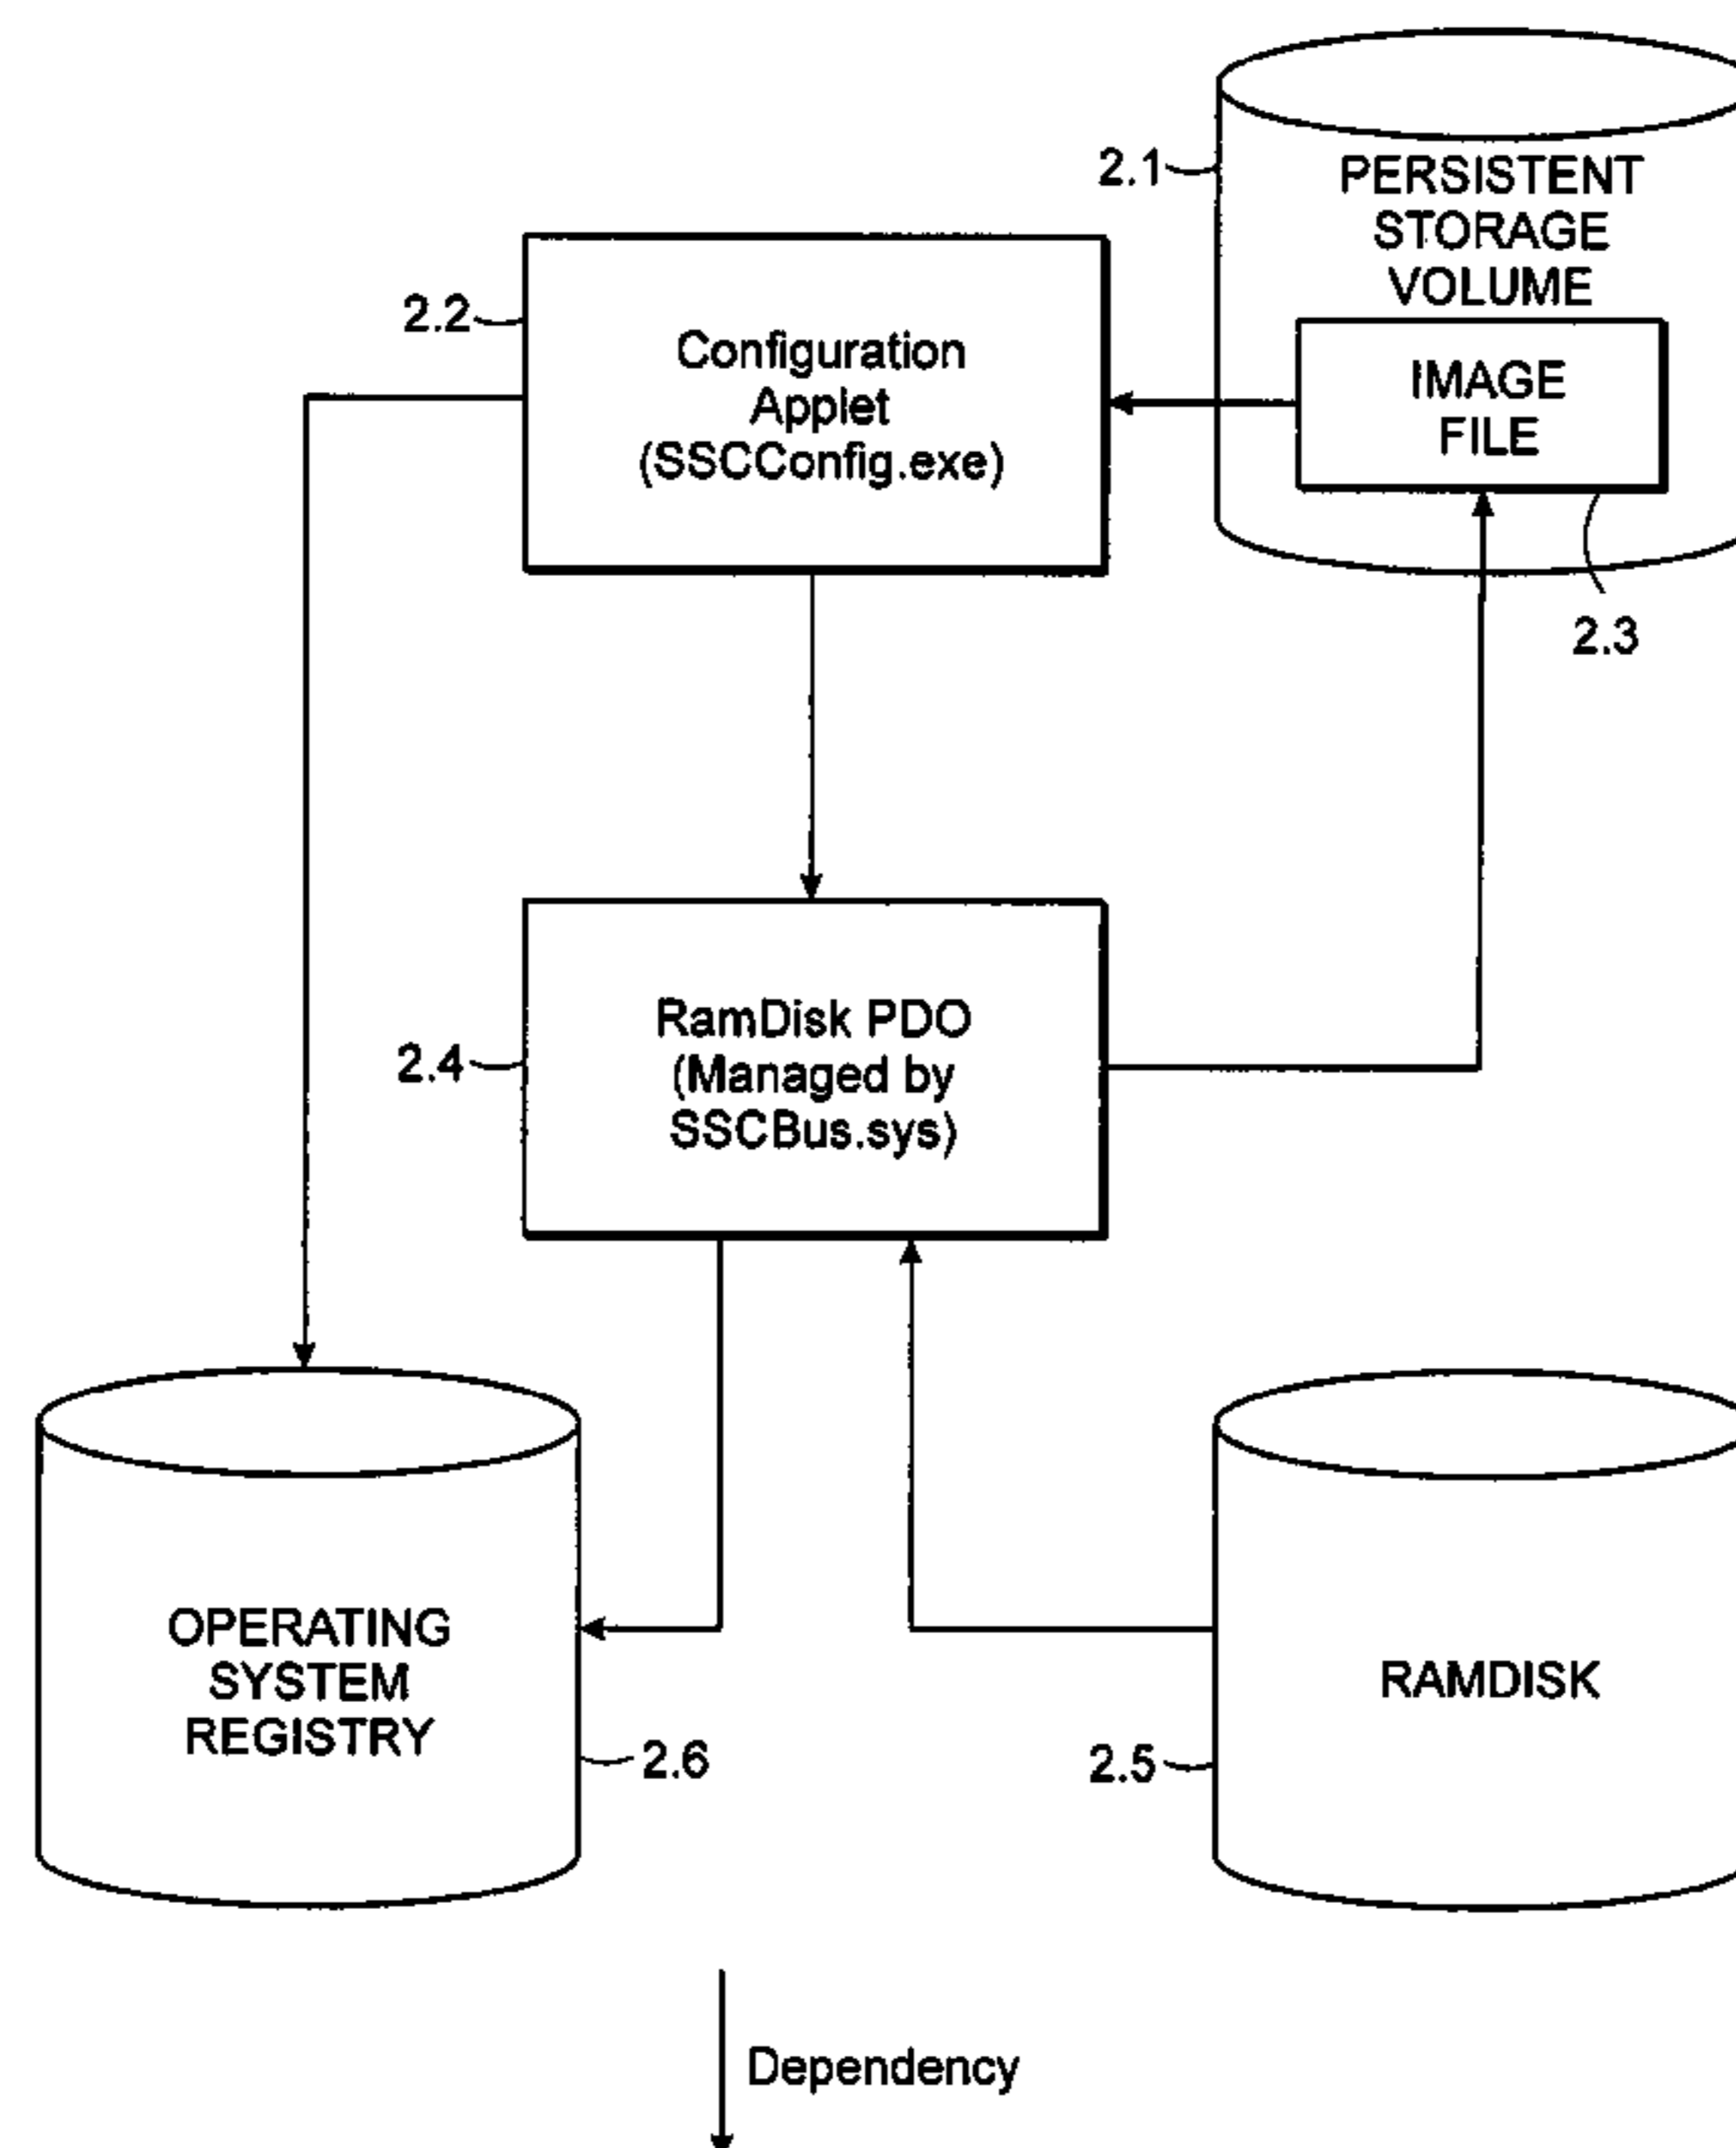 2.1
PERSISTENT
STORAGE
VOLUME
2.2
Configuration
Applet
(SSCConfig.exe)
IMAGE
FILE
2.3
2.4
RamDisk PDO
(Managed by
SSCBus.sys)
OPERATING
SYSTEM
REGISTRY
2.6
RAMDISK
2.5
Dependency